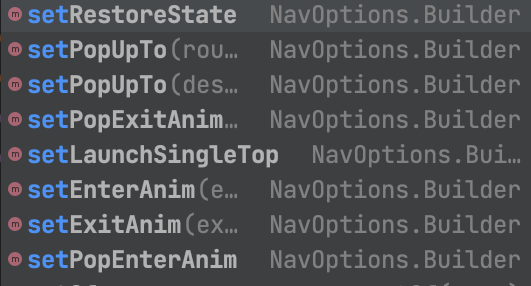 setRestoreState NavOptions.Builder
setPopUpTo(rou… NavOptions.Builder
setPopUpTo(des… NavOptions.Builder
setPopExitAnim… NavOptions.Builder
setLaunchSingleTop NavOptions.Bui…
setEnterAnim(e… NavOptions.Builder
setExitAnim(ex… NavOptions.Builder
setPopEnterAnim NavOptions.Builder